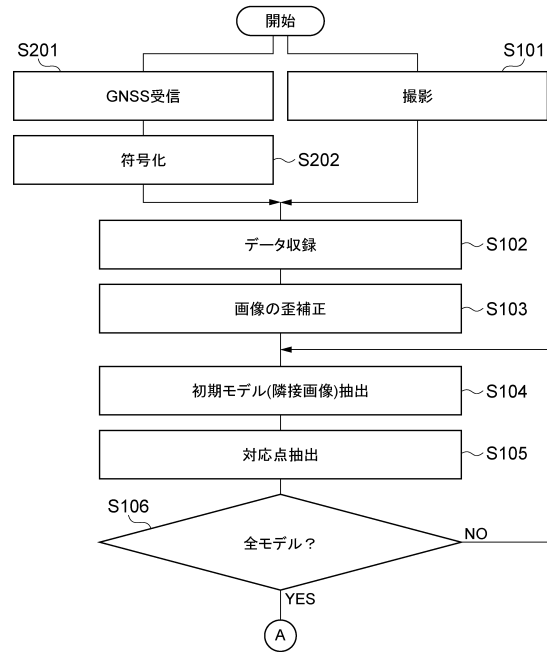 開始
S201
S101
GNSS受信
撮影
符号化
S202
データ収録
S102
画像の歪補正
S103
初期モデル(隣接画像)抽出
S104
対応点抽出
S105
S106
全モデル？
NO
YES
A